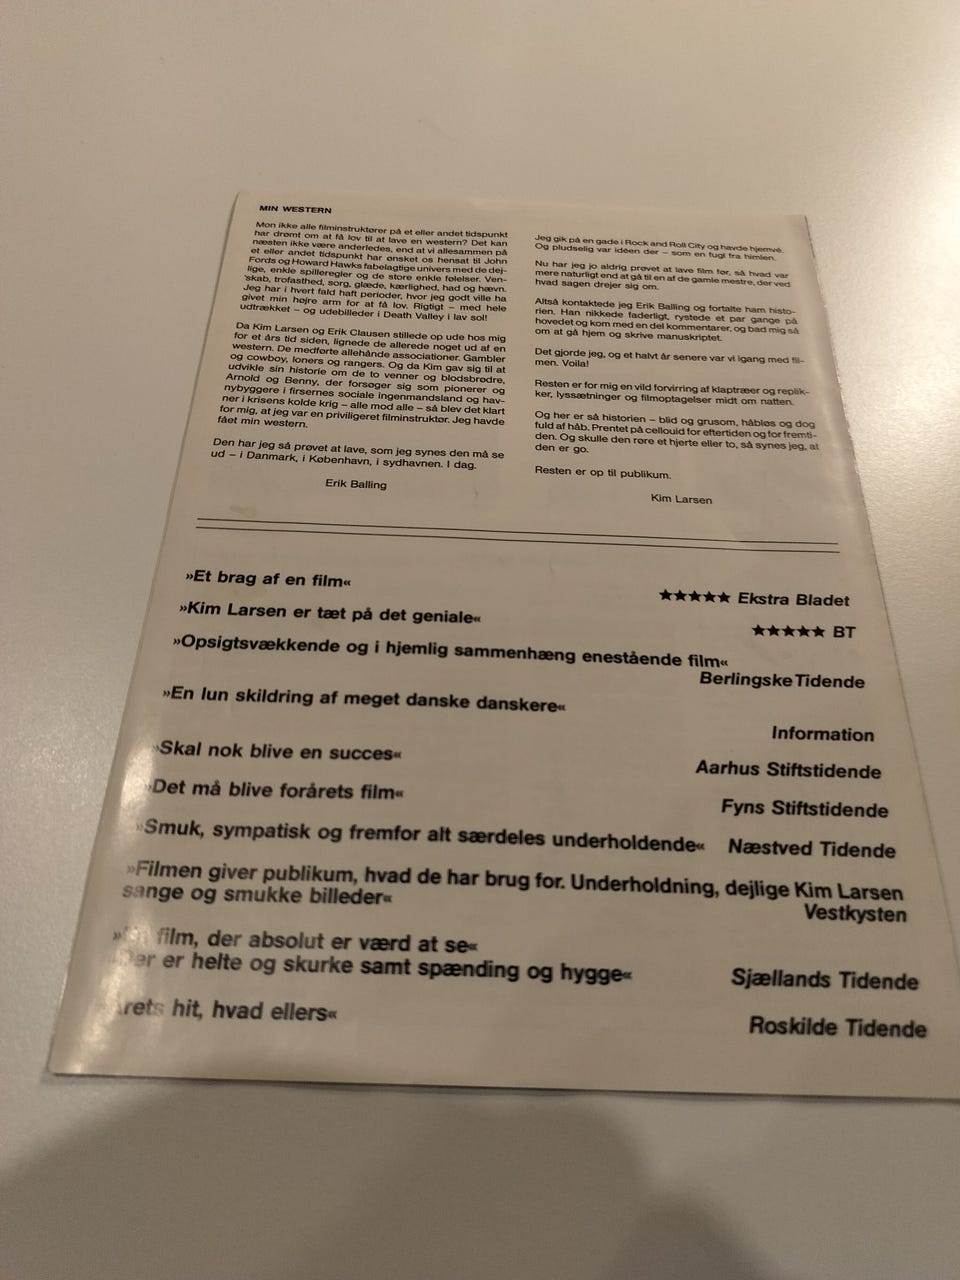 MIN WESTERN
Mon ikke alle filminstruktører på et eller andet tidspunkt
har drømt om at få lov til at lave en western? Det kan
næsten ikke være anderledes, end at vi allesammen på
et eller andet tidspunkt har ønsket os hensat til John
Fords og Howard Hawks fabelagtige univers med de dej-
lige, enkle spilleregler og de store enkle følelser. Ven-
skab, trofasthed, sorg, glæde, kærlighed, had og hævn.
Jeg har i hvert fald haft perioder, hvor jeg godt ville ha
givet min højre arm for at få lov. Rigtigt – med hele
udtrækket – og udebilleder i Death Valley i lav sol!
Da Kim Larsen og Erik Clausen stillede op ude hos mig
for et års tid siden, lignede de allerede noget ud af en
western. De medførte allehånde associationer. Gambler
og cowboy, loners og rangers. Og da Kim gav sig til at
udvikle sin historie om de to venner og blodsbrødre,
Arnold og Benny, der forsøger sig som pionerer og
nybyggere i firsernes sociale ingenmandsland og hav-
ner i krisens kolde krig – alle mod alle – så blev det klart
for mig, at jeg var en priviligeret filminstruktør. Jeg havde
fået min western.
Den har jeg så prøvet at lave, som jeg synes den må se
ud – i Danmark, i København, i sydhavnen. I dag.
Erik Balling
Jeg gik på en gade i Rock and Roll City og havde hjemvé.
Og pludselig var idéen der – som en fugl fra himlen.
Nu har jeg jo aldrig prøvet at lave film før, så hvad var
mere naturligt end at gå til en af de gamle mestre, der ved
hvad sagen drejer sig om.
Altså kontaktede jeg Erik Balling og fortalte ham histo-
rien. Han nikkede faderligt, rystede et par gange på
hovedet og kom med en del kommentarer, og bad mig så
om at gå hjem og skrive manuskriptet.
Det gjorde jeg, og et halvt år senere var vi igang med fil-
men. Voila!
Resten er for mig en vild forvirring af klaptræer og replik-
ker, lyssætninger og filmoptagelser midt om natten.
Og her er så historien – blid og grusom, håbløs og dog
fuld af håb. Prentet på cellouid for eftertiden og for fremti-
den. Og skulle den røre et hjerte eller to, så synes jeg, at
den er go.
Resten er op til publikum.
Kim Larsen
»Et brag af en film«
★★★★★ Ekstra Bladet
»Kim Larsen er tæt på det geniale«
★★★★★ BT
»Opsigtsvækkende og i hjemlig sammenhæng enestående film«
Berlingske Tidende
»En lun skildring af meget danske danskere«
Information
»Skal nok blive en succes«
Aarhus Stiftstidende
»Det må blive forårets film«
Fyns Stiftstidende
»Smuk, sympatisk og fremfor alt særdeles underholdende« Næstved Tidende
»Filmen giver publikum, hvad de har brug for. Underholdning, dejlige Kim Larsen
sange og smukke billeder«
Vestkysten
»En film, der absolut er værd at se«
Der er helte og skurke samt spænding og hygge«
Sjællands Tidende
Årets hit, hvad ellers«
Roskilde Tidende